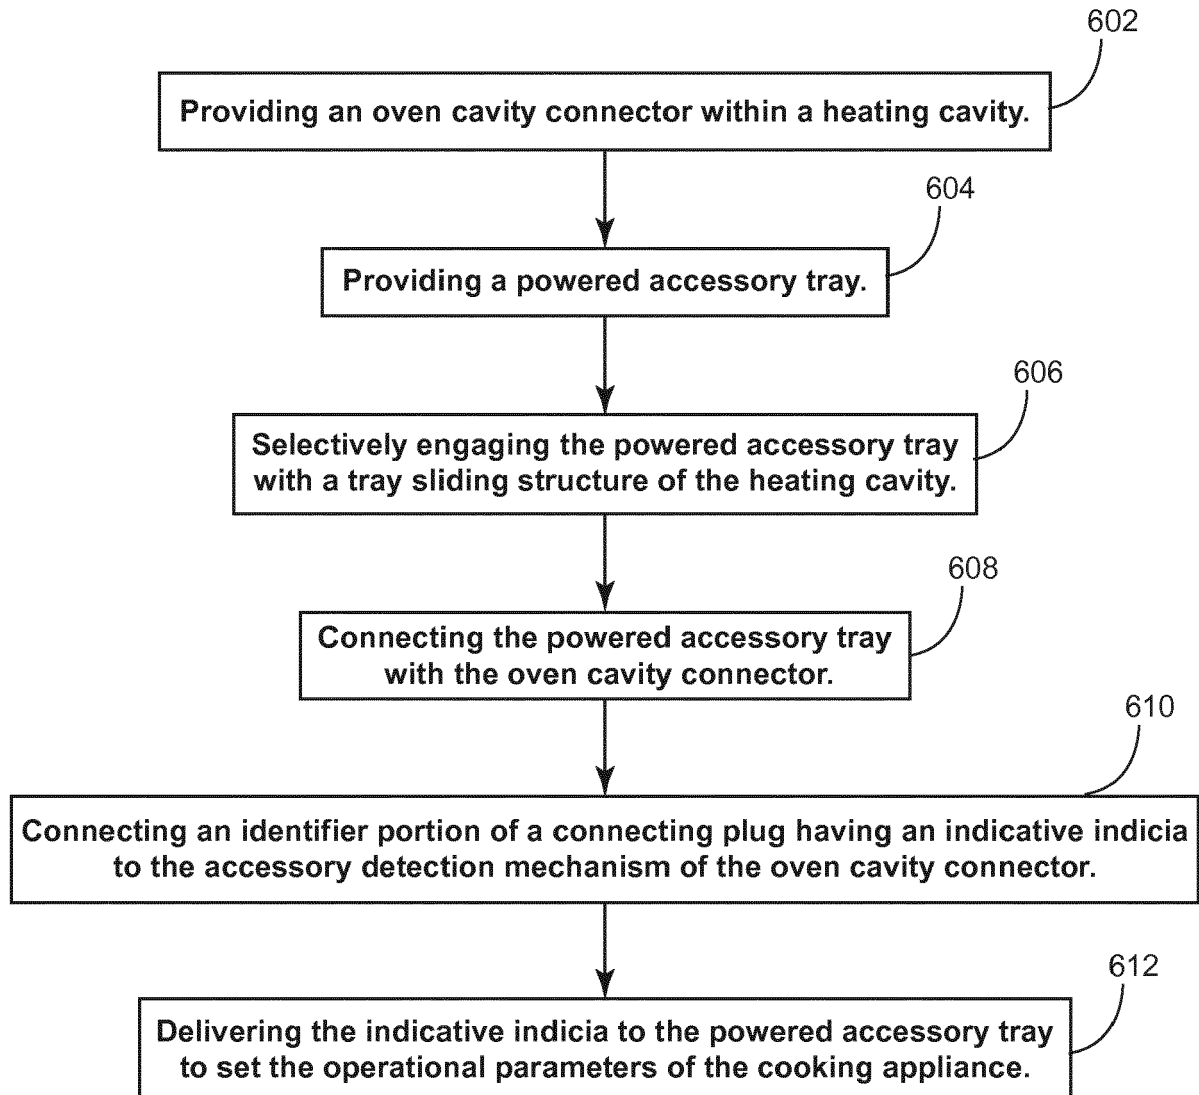 602
Providing an oven cavity connector within a heating cavity.
604
Providing a powered accessory tray.
606
Selectively engaging the powered accessory tray
with a tray sliding structure of the heating cavity.
608
Connecting the powered accessory tray
with the oven cavity connector.
610
Connecting an identifier portion of a connecting plug having an indicative indicia
to the accessory detection mechanism of the oven cavity connector.
612
Delivering the indicative indicia to the powered accessory tray
to set the operational parameters of the cooking appliance.